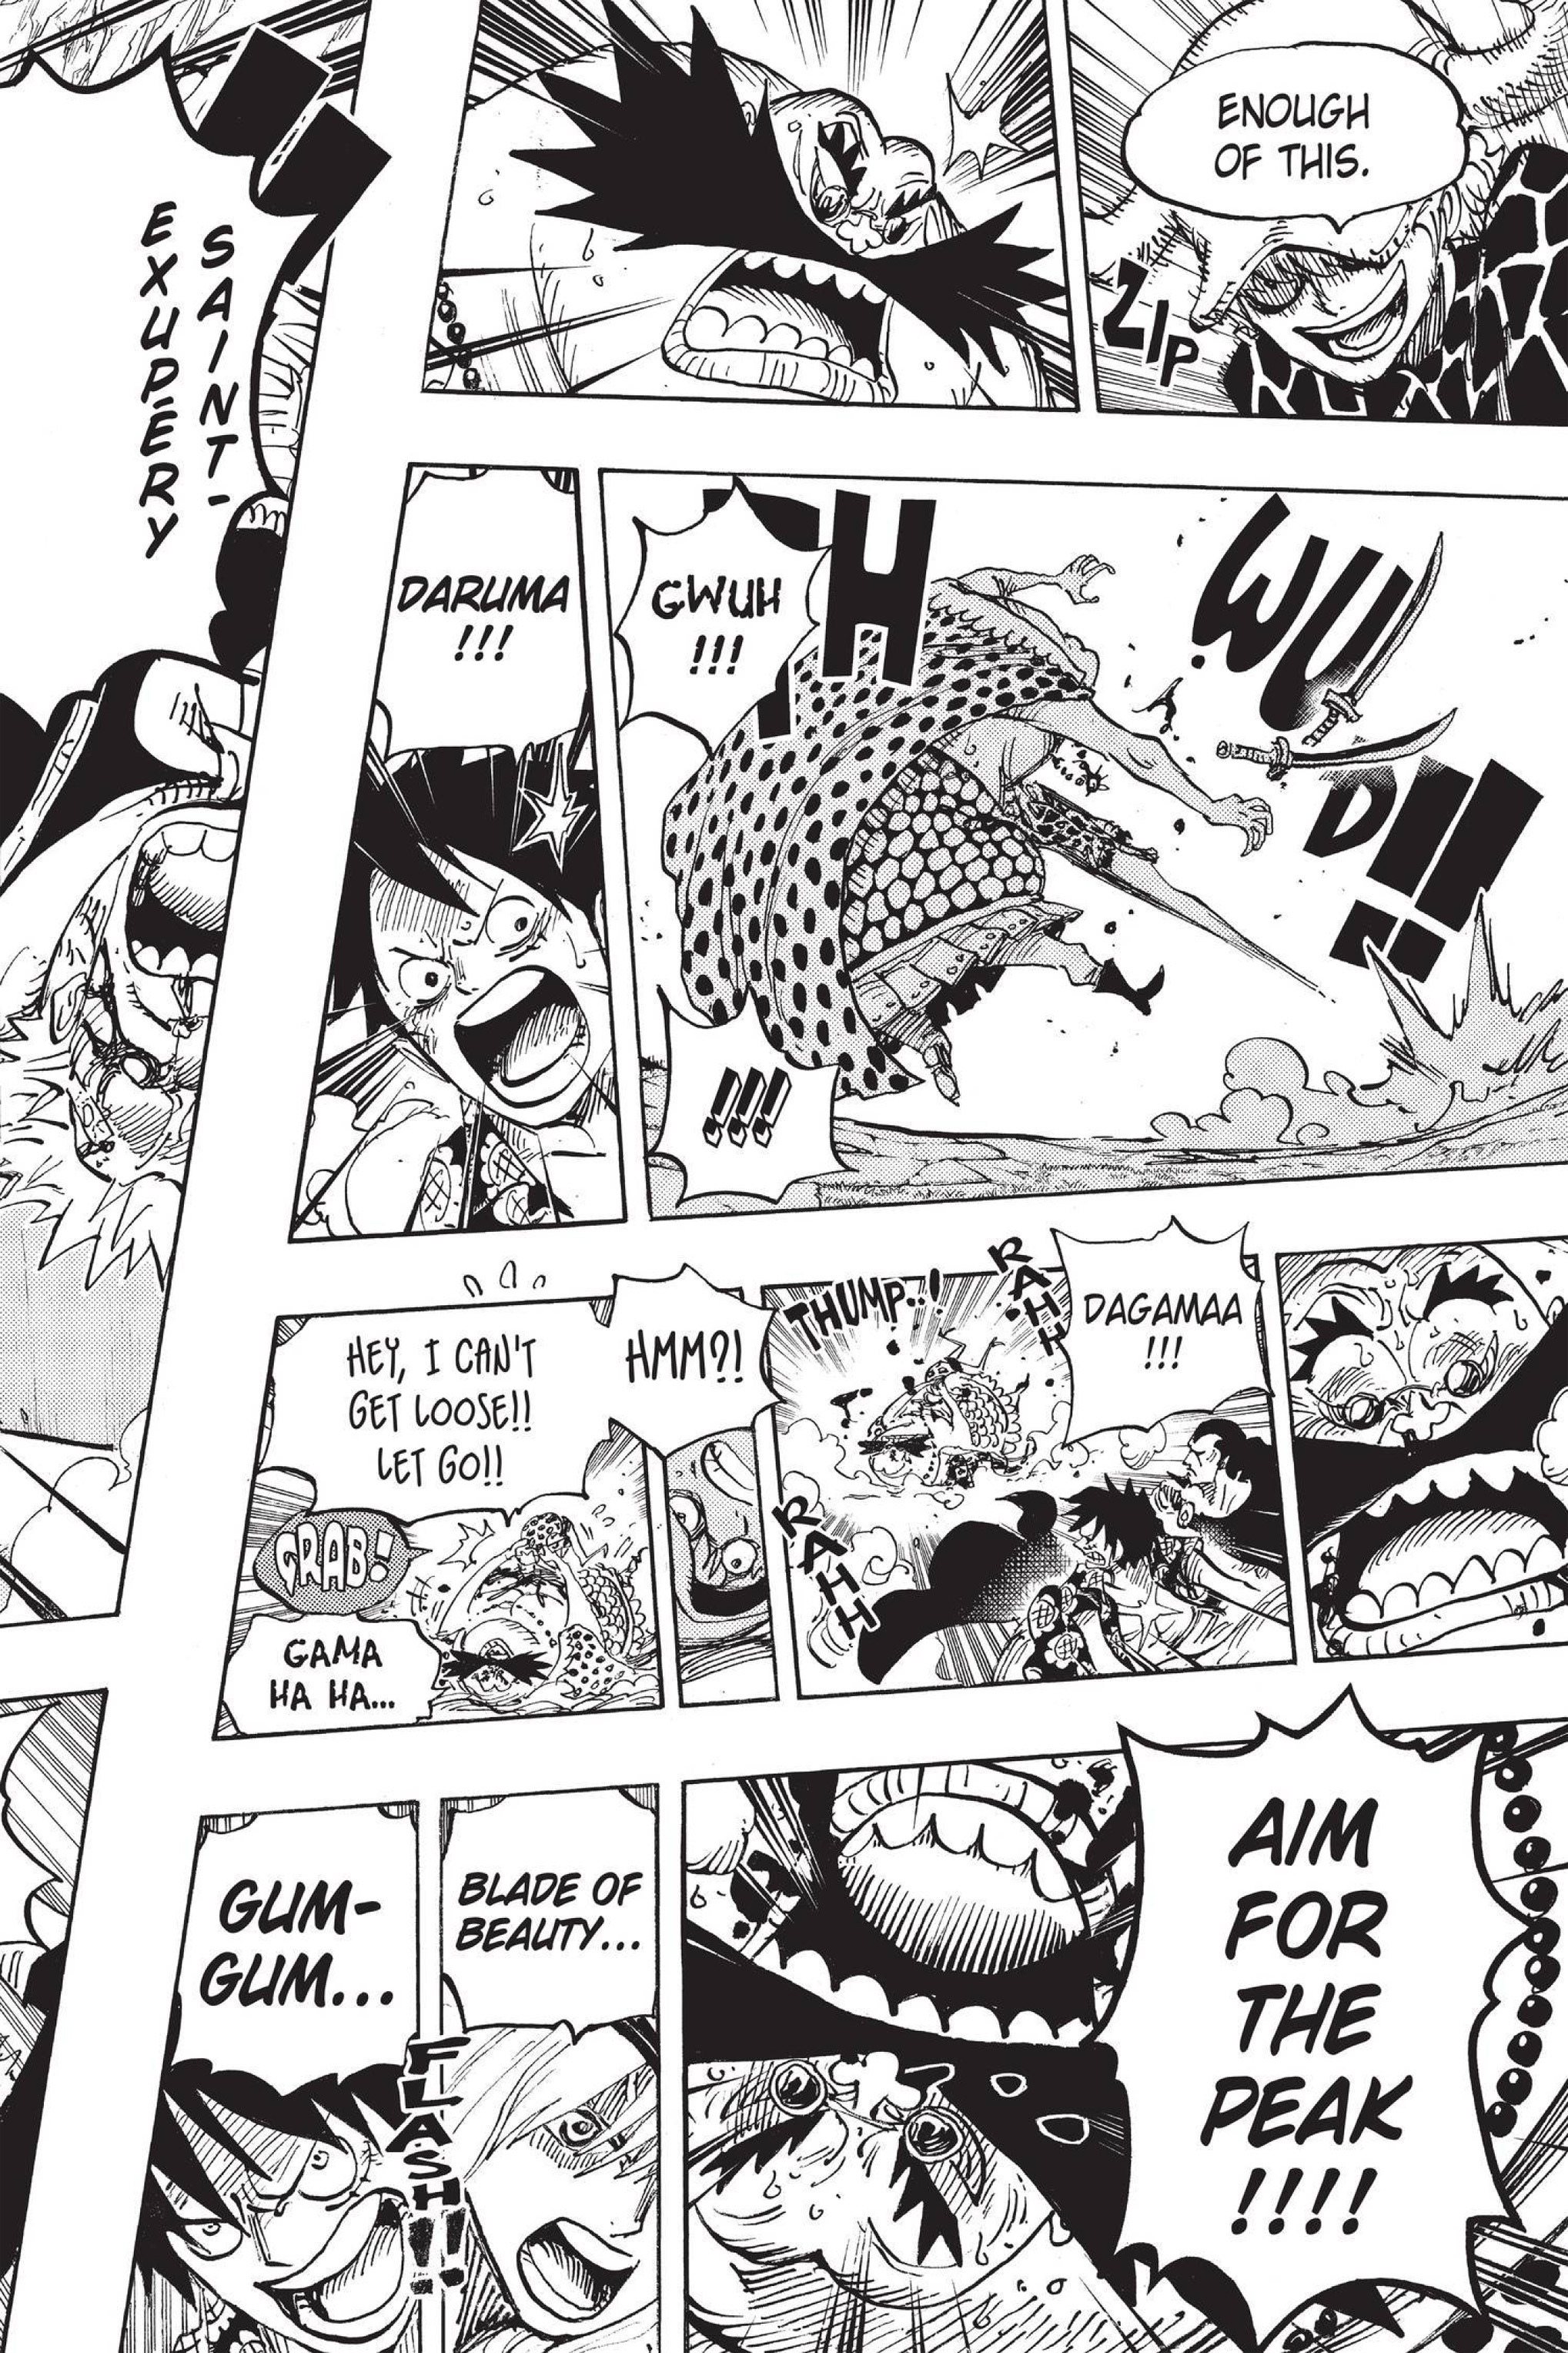 ENOUGH
OF THIS.
ZIP
WU
D!!
H
GWUH
!!!
!!!!
DARUMA
!!!
DAGAMAA
!!!
RAHH
THUMP..!
RAHH
HMM?!
HEY, I CAN'T
GET LOOSE!!
LET GO!!
GRAB!
GAMA
HA HA...
AIM
FOR
THE
PEAK
!!!!
BLADE OF
BEAUTY...
FLASH!!
GUM-
GUM...
SAINT-
EXUPERY